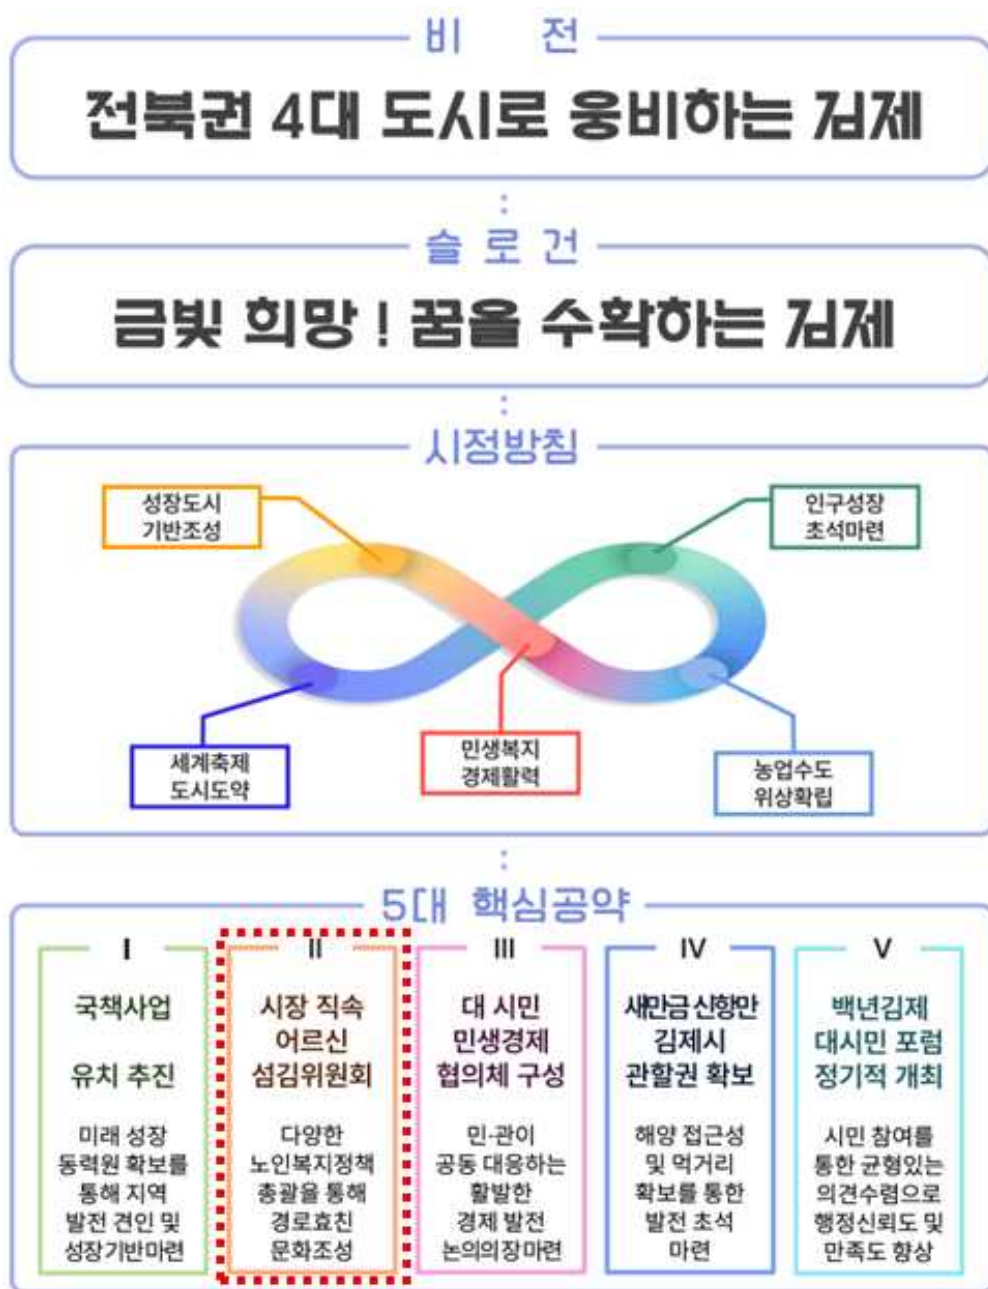 비 전
전북권 4대 도시로 웅비하는 김제
슬로건
금빛 희망! 꿈을 수확하는 김제
시정방침
성장도시
기반조성
인구성장
초석마련
세계축제
도시도약
민생복지
경제활력
농업수도
위상확립
5대 핵심공약
I
국책사업
유치 추진
미래 성장
동력원 확보를
통해 지역
발전 견인 및
성장기반마련
II
시장 직속
어르신
섬김위원회
다양한
노인복지정책
총괄을 통해
경로효친
문화조성
III
대 시민
민생경제
협의체 구성
민-관이
공동 대응하는
활발한
경제 발전
논의의장마련
IV
새만금 신항만
김제시
관할권 확보
해양 접근성
및 먹거리
확보를 통한
발전 초석
마련
V
백년김제
대시민 포럼
정기적 개최
시민 참여를
통한 균형있는
의견수렴으로
행정신뢰도 및
만족도 향상